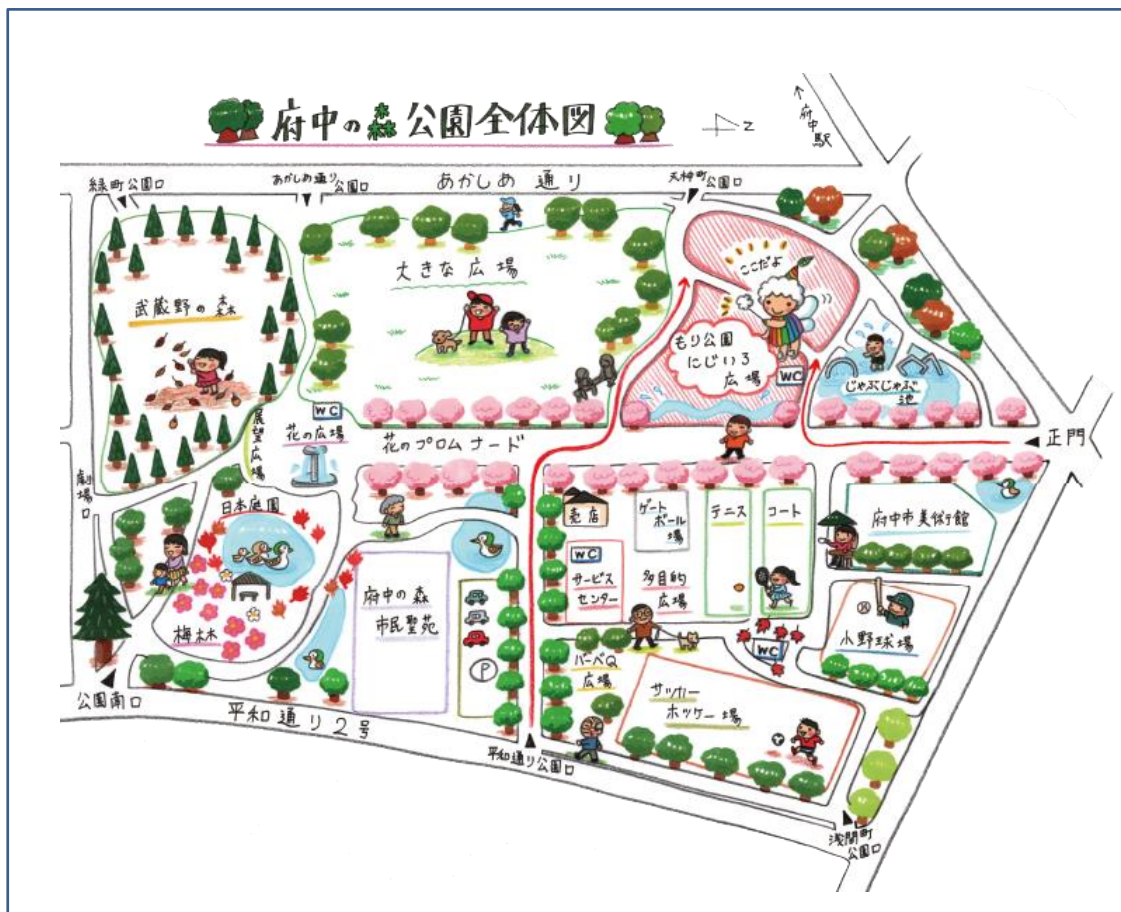 府中の森公園全体図
Z
↑府中駅
緑町公園口
あかしめ通り公園口
あかしめ通り
天神町公園口
武蔵野の森
大きな広場
ここだよ
もり公園
にじいろ
広場
WC
じゃぶじゃぶ
池
正門
WC
花の広場
展望広場
花のプロムナード
劇場口
日本庭園
梅林
府中の森
市民聖苑
P
売店
ゲート
ボール
場
テニス
コート
府中市美術館
WC
サービス
センター
多目的
広場
WC
小野球場
バーベQ
広場
サッカー
ホッケー場
公園南口
平和通り2号
平和通り公園口
浅間町
公園口